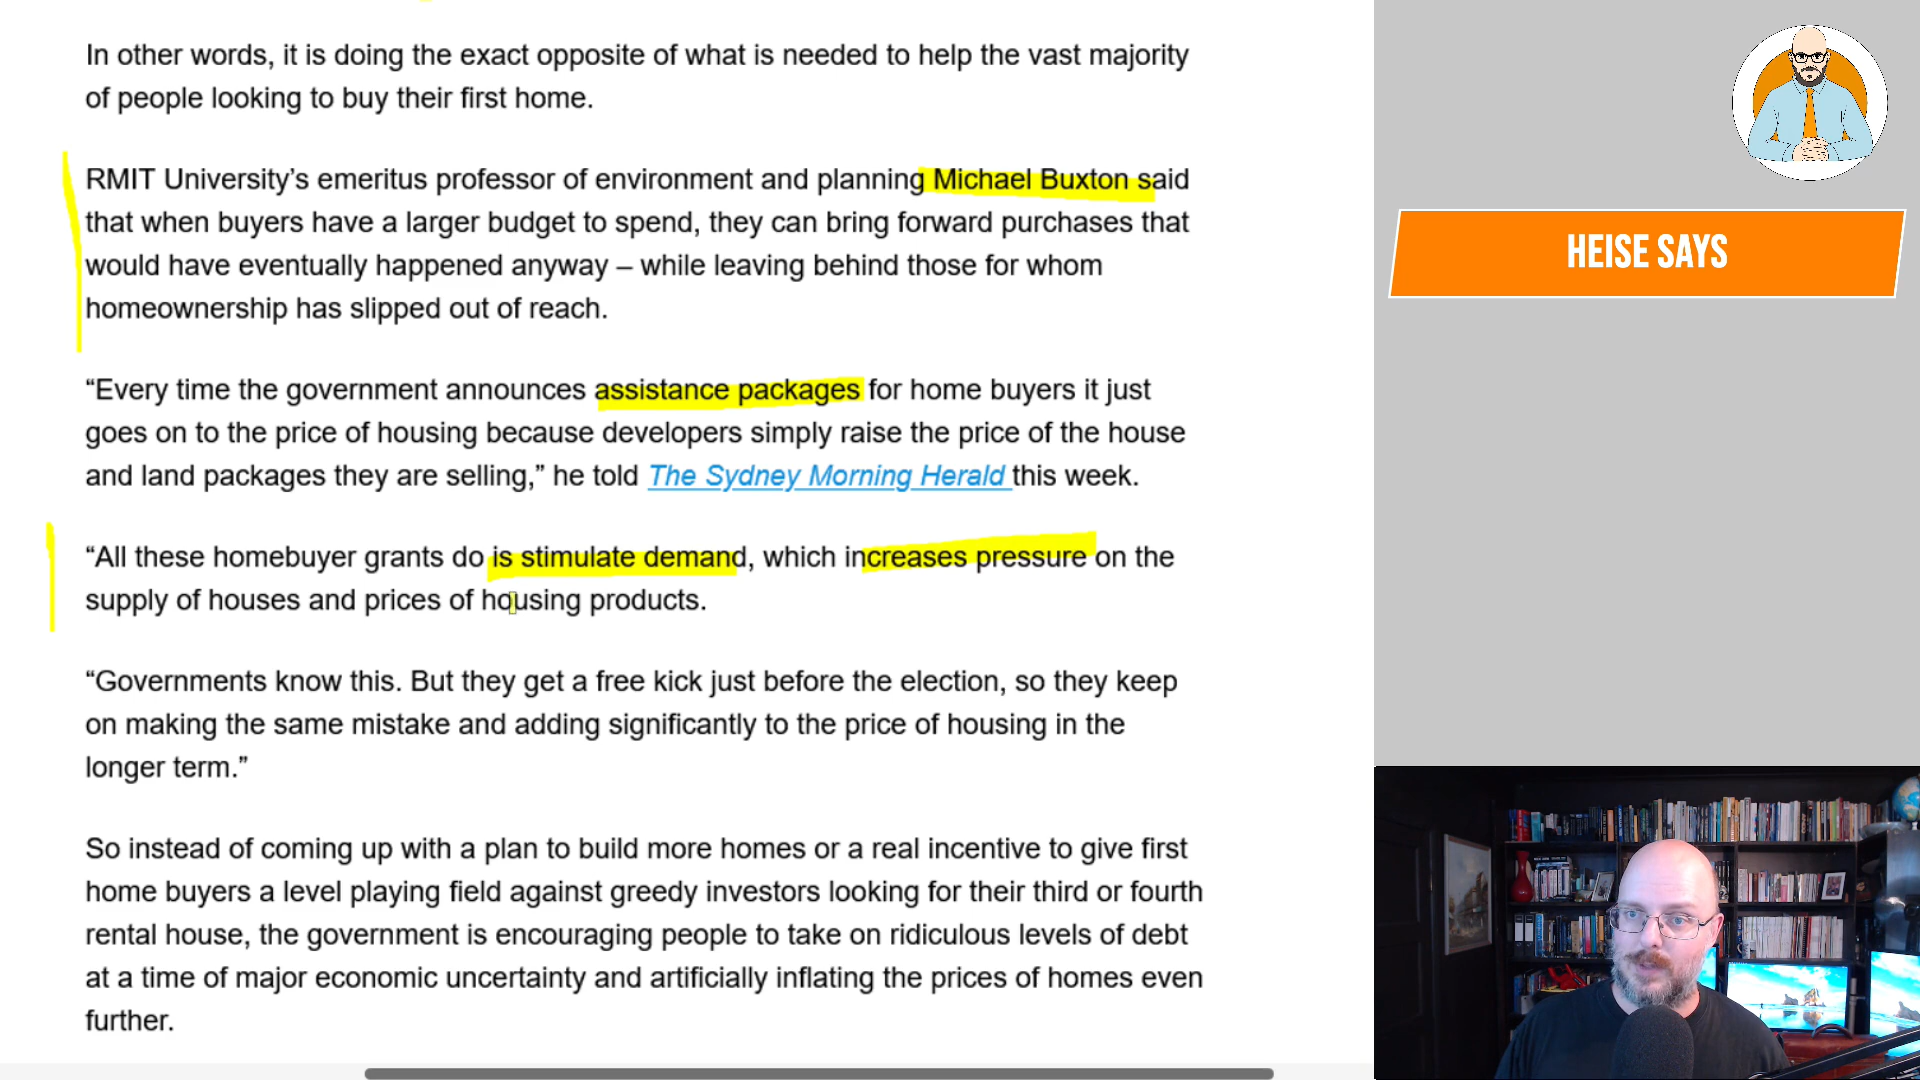 In other words, it is doing the exact opposite of what is needed to help the vast majority
of people looking to buy their first home.
RMIT University’s emeritus professor of environment and planning Michael Buxton said
that when buyers have a larger budget to spend, they can bring forward purchases that
would have eventually happened anyway – while leaving behind those for whom
homeownership has slipped out of reach.
“Every time the government announces assistance packages for home buyers it just
goes on to the price of housing because developers simply raise the price of the house
and land packages they are selling,” he told The Sydney Morning Herald this week.
“All these homebuyer grants do is stimulate demand, which increases pressure on the
supply of houses and prices of housing products.
“Governments know this. But they get a free kick just before the election, so they keep
on making the same mistake and adding significantly to the price of housing in the
longer term.”
So instead of coming up with a plan to build more homes or a real incentive to give first
home buyers a level playing field against greedy investors looking for their third or fourth
rental house, the government is encouraging people to take on ridiculous levels of debt
at a time of major economic uncertainty and artificially inflating the prices of homes even
further.
HEISE SAYS